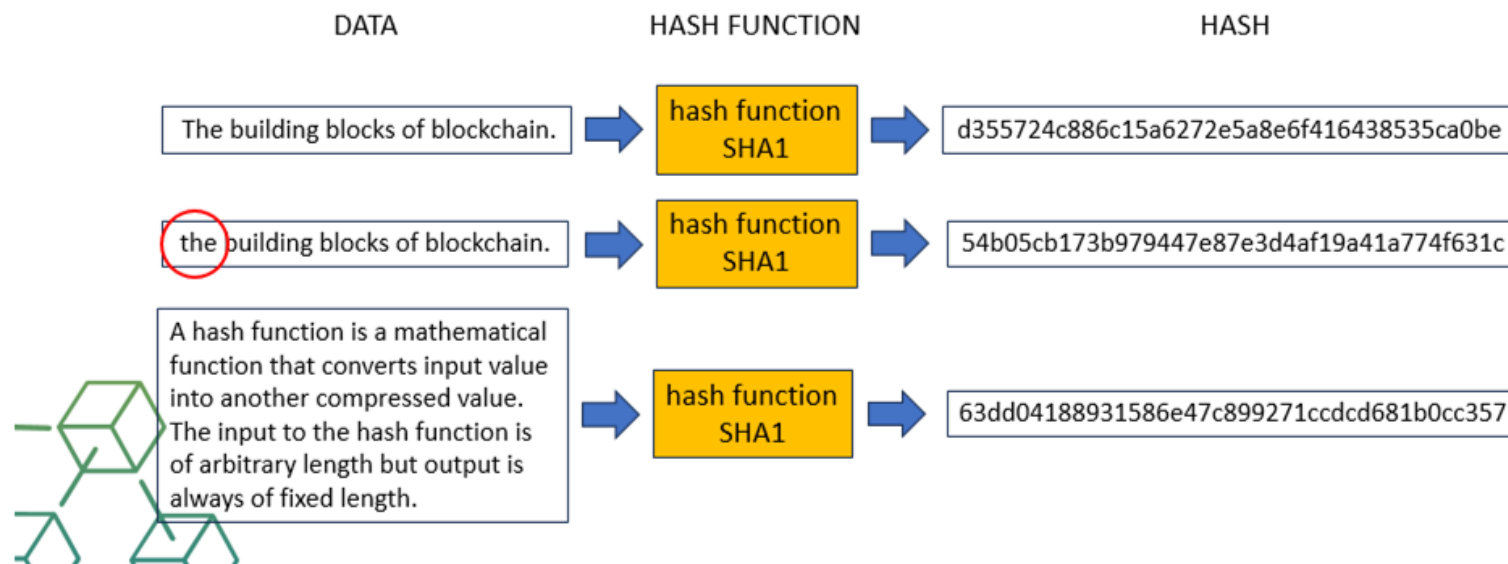 DATA HASH FUNCTION HASH
The building blocks of blockchain.
hash function
SHA1
d355724c886c15a6272e5a8e6f416438535ca0be
the building blocks of blockchain.
hash function
SHA1
54b05cb173b979447e87e3d4af19a41a774f631c
A hash function is a mathematical
function that converts input value
into another compressed value.
The input to the hash function is
of arbitrary length but output is
always of fixed length.
hash function
SHA1
63dd04188931586e47c899271ccdcd681b0cc357